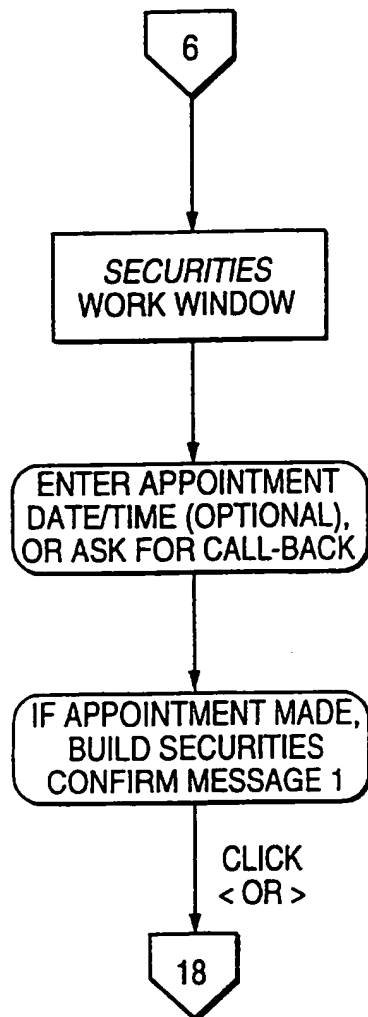 6
SECURITIES
WORK WINDOW
ENTER APPOINTMENT
DATE/TIME (OPTIONAL),
OR ASK FOR CALL-BACK
IF APPOINTMENT MADE,
BUILD SECURITIES
CONFIRM MESSAGE 1
CLICK
< OR >
18